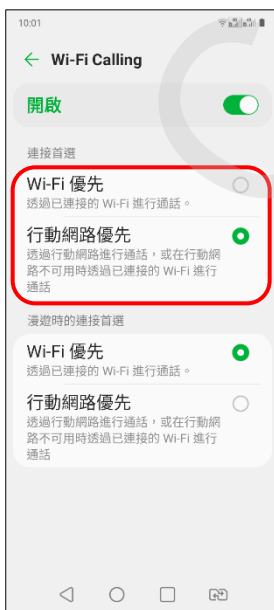 10:01
Wi-Fi Calling
開啟
連接首選
Wi-Fi 優先
透過已連接的 Wi-Fi 進行通話。
行動網路優先
透過行動網路進行通話，或在行動網
路不可用時透過已連接的 Wi-Fi 進行
通話
漫遊時的連接首選
Wi-Fi 優先
透過已連接的 Wi-Fi 進行通話。
行動網路優先
透過行動網路進行通話，或在行動網
路不可用時透過已連接的 Wi-Fi 進行
通話